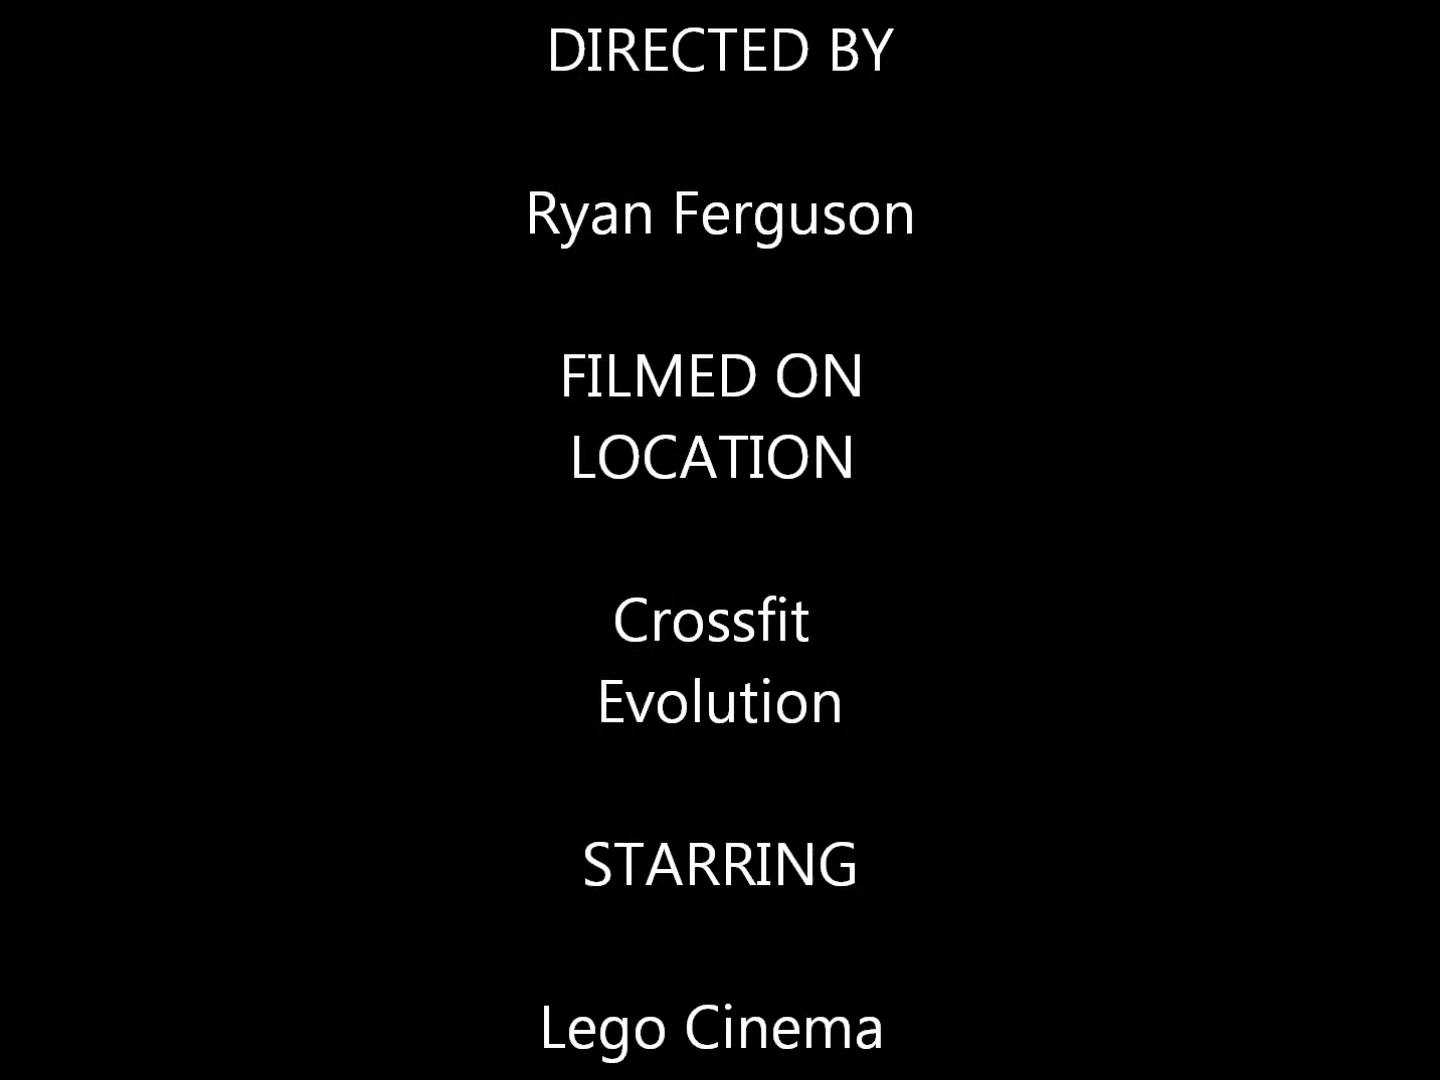 DIRECTED BY
Ryan Ferguson
FILMED ON
LOCATION
Crossfit
Evolution
STARRING
Lego Cinema